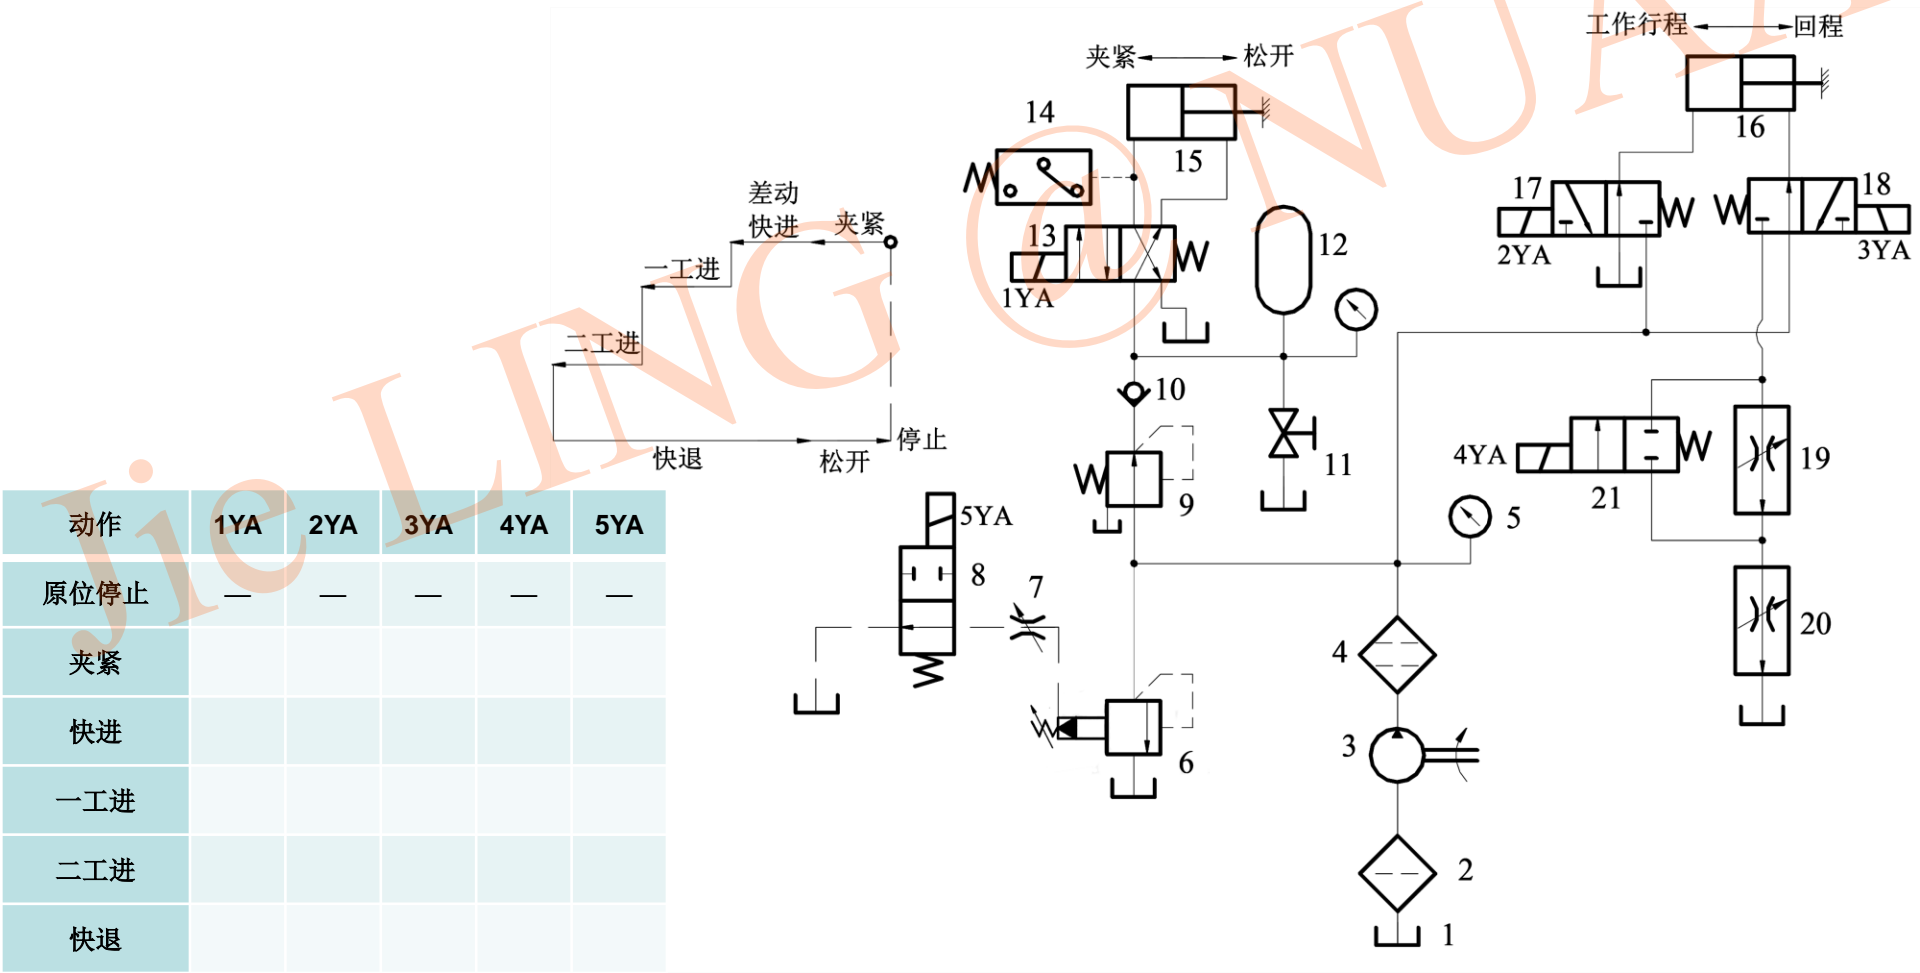 工作行程 回程
夹紧 松开
14
15
16
17
18
2YA
3YA
13
1YA
12
差动
快进
夹紧
一工进
二工进
快退
松开
停止
10
11
9
4YA
21
19
20
5
5YA
8
7
6
4
3
2
1
动作 1YA 2YA 3YA 4YA 5YA
原位停止 — — — — —
夹紧
快进
一工进
二工进
快退
Jie LING @ NUAA